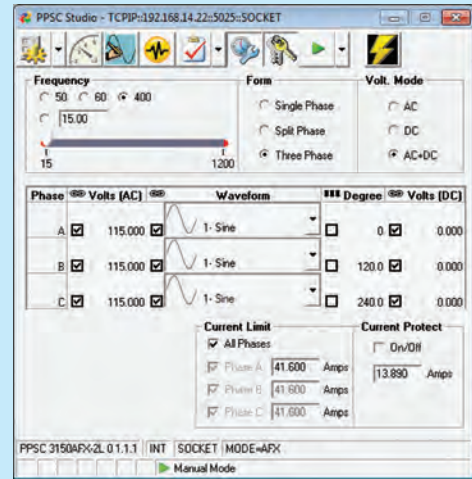 PPSC Studio - TCPIP::192.168.14.22::5025::SOCKET
Frequency
50 60 400
15.00
15 1200
Form
Single Phase
Split Phase
Three Phase
Volt. Mode
AC
DC
AC+DC
Phase Volts (AC) Waveform Degree Volts (DC)
A 115.000 1- Sine 0. 0.000
B 115.000 1- Sine 120.0 0.000
C 115.000 1- Sine 240.0 0.000
Current Limit
All Phases
Phase A 41.600 Amps
Phase B 41.600 Amps
Phase C 41.600 Amps
Current Protect
On/Off
13.890 Amps
PPSC 3150AFX-2L 0.1.1.1 INT SOCKET MODE=AFX
Manual Mode